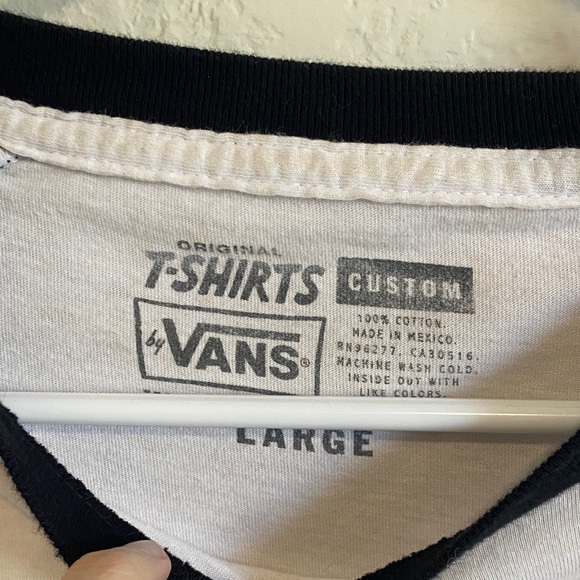 ORIGINAL
T-SHIRTS
by VANS®
CUSTOM
100% COTTON.
MADE IN MEXICO.
RN96277. CA30516.
MACHINE WASH COLD.
INSIDE OUT WITH
LIKE COLORS.
LARGE